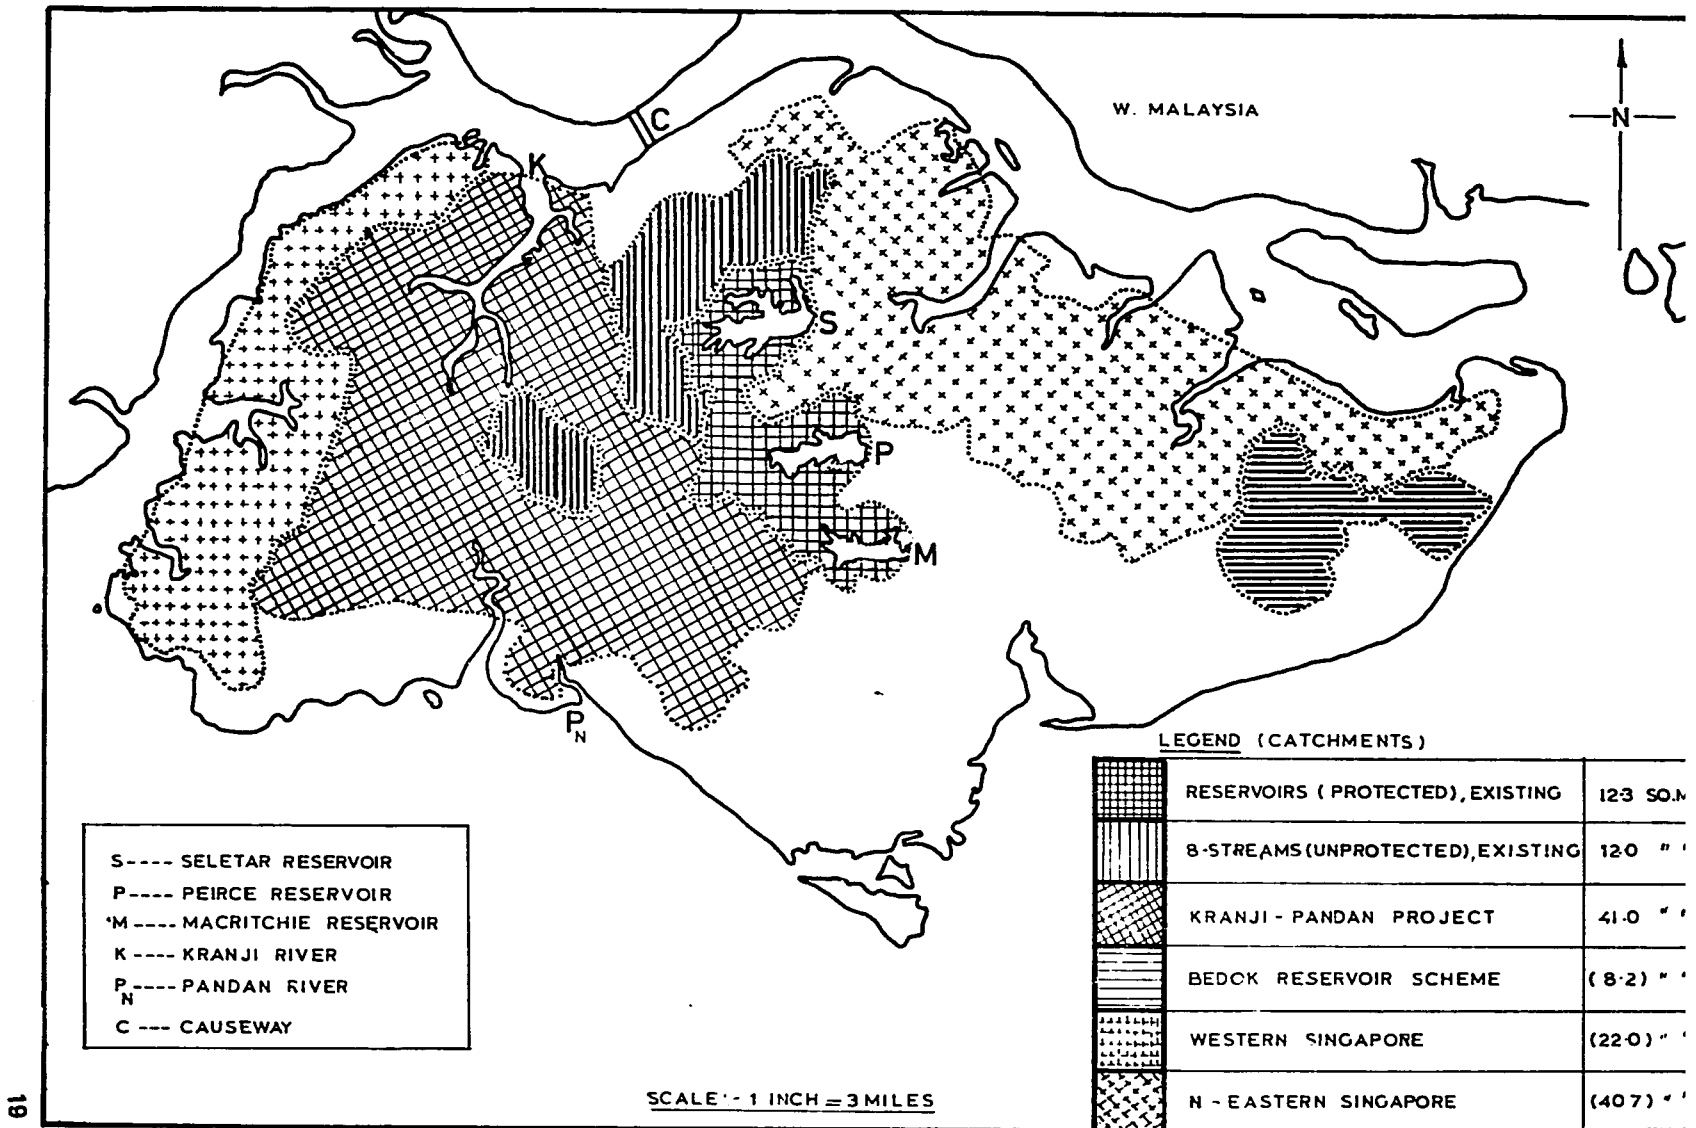 W. MALAYSIA
N
C
K
S
P
M
P
N
LEGEND (CATCHMENTS)
RESERVOIRS (PROTECTED), EXISTING 12·3 SQ.M
8-STREAMS (UNPROTECTED), EXISTING 12·0 " "
KRANJI - PANDAN PROJECT 41·0 " "
BEDOK RESERVOIR SCHEME (8·2) " "
WESTERN SINGAPORE (22·0) " "
N - EASTERN SINGAPORE (40 7) " "
S---- SELETAR RESERVOIR
P---- PEIRCE RESERVOIR
M ---- MACRITCHIE RESERVOIR
K ---- KRANJI RIVER
PN---- PANDAN RIVER
C --- CAUSEWAY
SCALE:- 1 INCH = 3 MILES
19